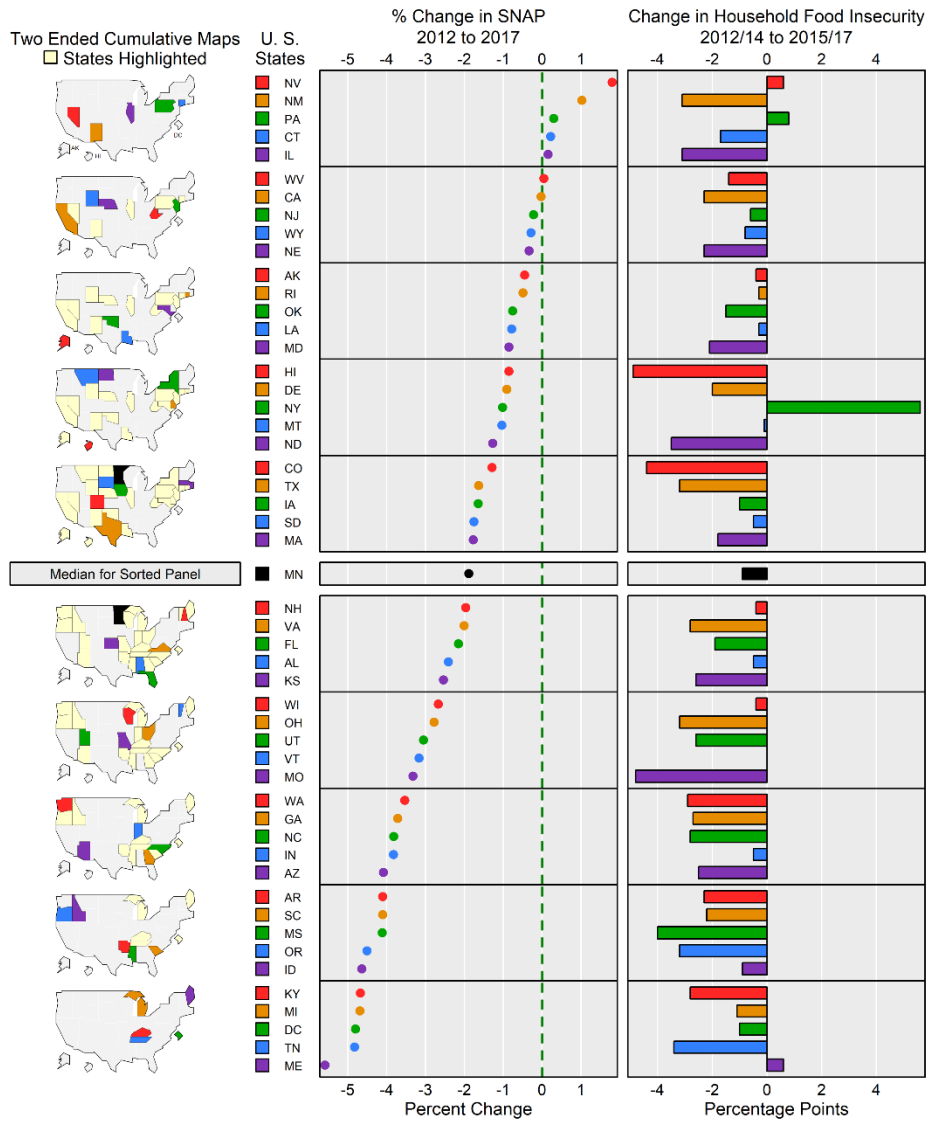 % Change in SNAP
2012 to 2017
Change in Household Food Insecurity
2012/14 to 2015/17
Two Ended Cumulative Maps
States Highlighted
U. S.
States
-5 -4 -3 -2 -1 0 1
-4 -2 0 2 4
NV
NM
PA
CT
IL
DC
AK
HI
WV
CA
NJ
WY
NE
AK
RI
OK
LA
MD
HI
DE
NY
MT
ND
CO
TX
IA
SD
MA
Median for Sorted Panel
MN
NH
VA
FL
AL
KS
WI
OH
UT
VT
MO
WA
GA
NC
IN
AZ
AR
SC
MS
OR
ID
KY
MI
DC
TN
ME
-5 -4 -3 -2 -1 0 1
-4 -2 0 2 4
Percent Change
Percentage Points